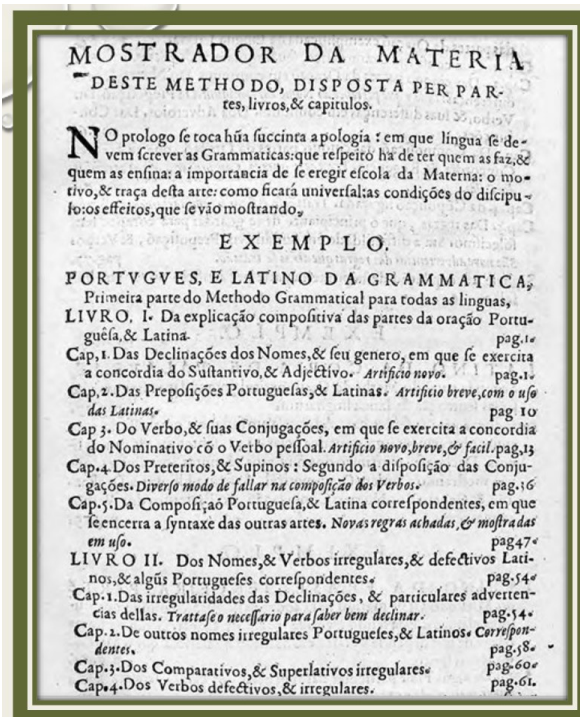 MOSTRADOR DA MATERIA
DESTE METHODO, DISPOSTA PER PAR-
tes, livros, & capitulos.
NO prologo ſe toca hũa ſuccinta apologia : em que lingua ſe de-
vem ſcrever as Grammaticas: que reſpeito ha de ter quem as faz, &
quem as enſina: a importancia de ſe eregir eſcola da Materna: o mo-
tivo, & traça deſta arte: como ficará univerſal: as condições do diſcipu-
lo: os effeitos, que ſe vão moſtrando,
EXEMPLO.
PORTVGVES, E LATINO DA GRAMMATICA,
Primeira parte do Methodo Grammatical para todas as linguas,
LIVRO. I. Da explicação compoſitiva das partes da oração Portu-
guêſa, & Latina. pag.1.
Cap, 1. Das Declinações dos Nomes, & ſeu genero, em que ſe exercita
a concordia do Suſtantivo, & Adjectivo. Artificio novo. pag.1.
Cap, 2. Das Prepoſições Portugueſas, & Latinas. Artificio breve, com o uſo
das Latinas. pag 10
Cap 3. Do Verbo, & ſuas Conjugações, em que ſe exercita a concordia
do Nominativo cõ o Verbo peſſoal. Artificio novo, breve, & facil. pag, 13
Cap.4. Dos Preteritos, & Supinos : Segundo a diſpoſição das Conju-
gações. Diverſo modo de fallar na compoſição dos Verbos. pag.36
Cap.5. Da Compoſiçaõ Portugueſa, & Latina correſpondentes, em que
ſe encerra a ſyntaxe das outras artes. Novas regras achadas, & moſtradas
em uſo. pag47.
LIVRO II. Dos Nomes, & Verbos irregulares, & defectivos Lati-
nos, & algũs Portugueſes correſpondentes. pag.54.
Cap.1. Das irregularidades das Declinações, & particulares adverten-
cias dellas. Trattaſe o neceſſario para ſaber bem declinar. pag.54.
Cap.2. De outros nomes irregulares Portugueſes, & Latinos. Correſpon-
dentes. pag.58.
Cap.3. Dos Comparativos, & Superlativos irregulares. pag.60.
Cap.4. Dos Verbos defectivos, & irregulares. pag.61.